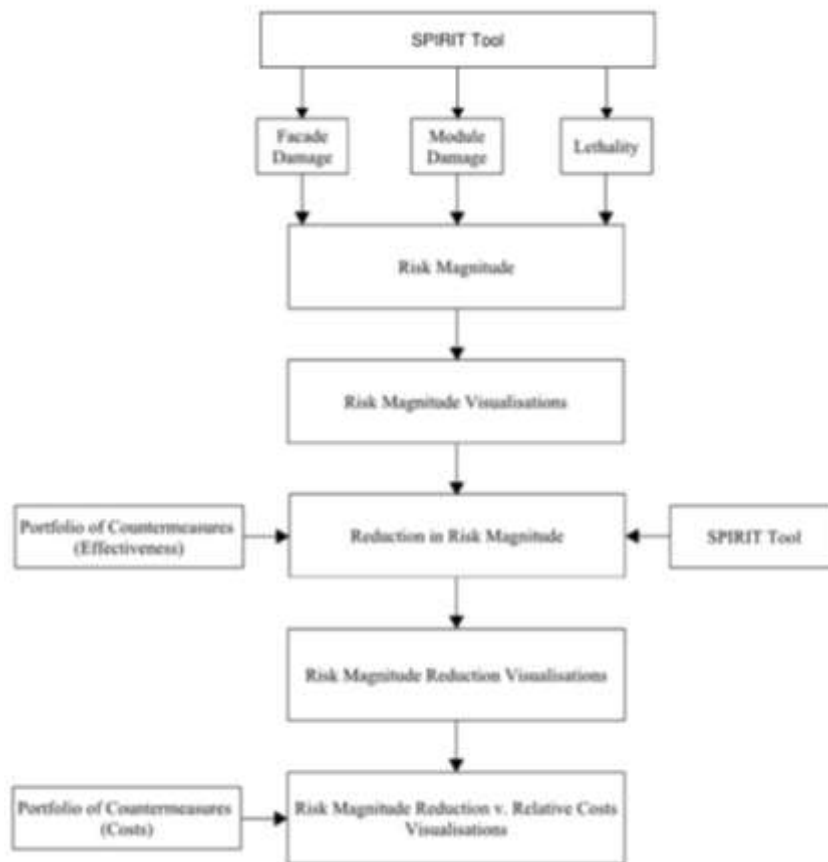 SPIRIT Tool
Facade
Damage
Module
Damage
Lethality
Risk Magnitude
Risk Magnitude Visualisations
Portfolio of Countermeasures
(Effectiveness)
Reduction in Risk Magnitude
SPIRIT Tool
Risk Magnitude Reduction Visualisations
Portfolio of Countermeasures
(Costs)
Risk Magnitude Reduction v. Relative Costs
Visualisations